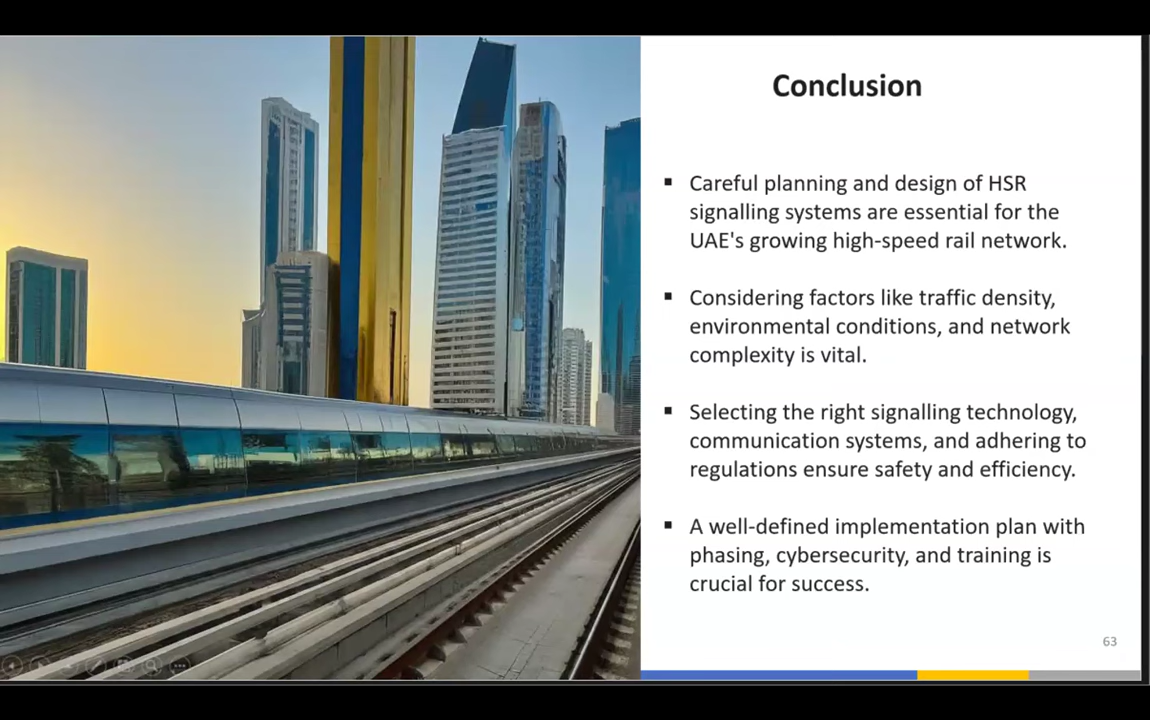 Conclusion
▪ Careful planning and design of HSR
signalling systems are essential for the
UAE's growing high-speed rail network.
▪ Considering factors like traffic density,
environmental conditions, and network
complexity is vital.
▪ Selecting the right signalling technology,
communication systems, and adhering to
regulations ensure safety and efficiency.
▪ A well-defined implementation plan with
phasing, cybersecurity, and training is
crucial for success.
63